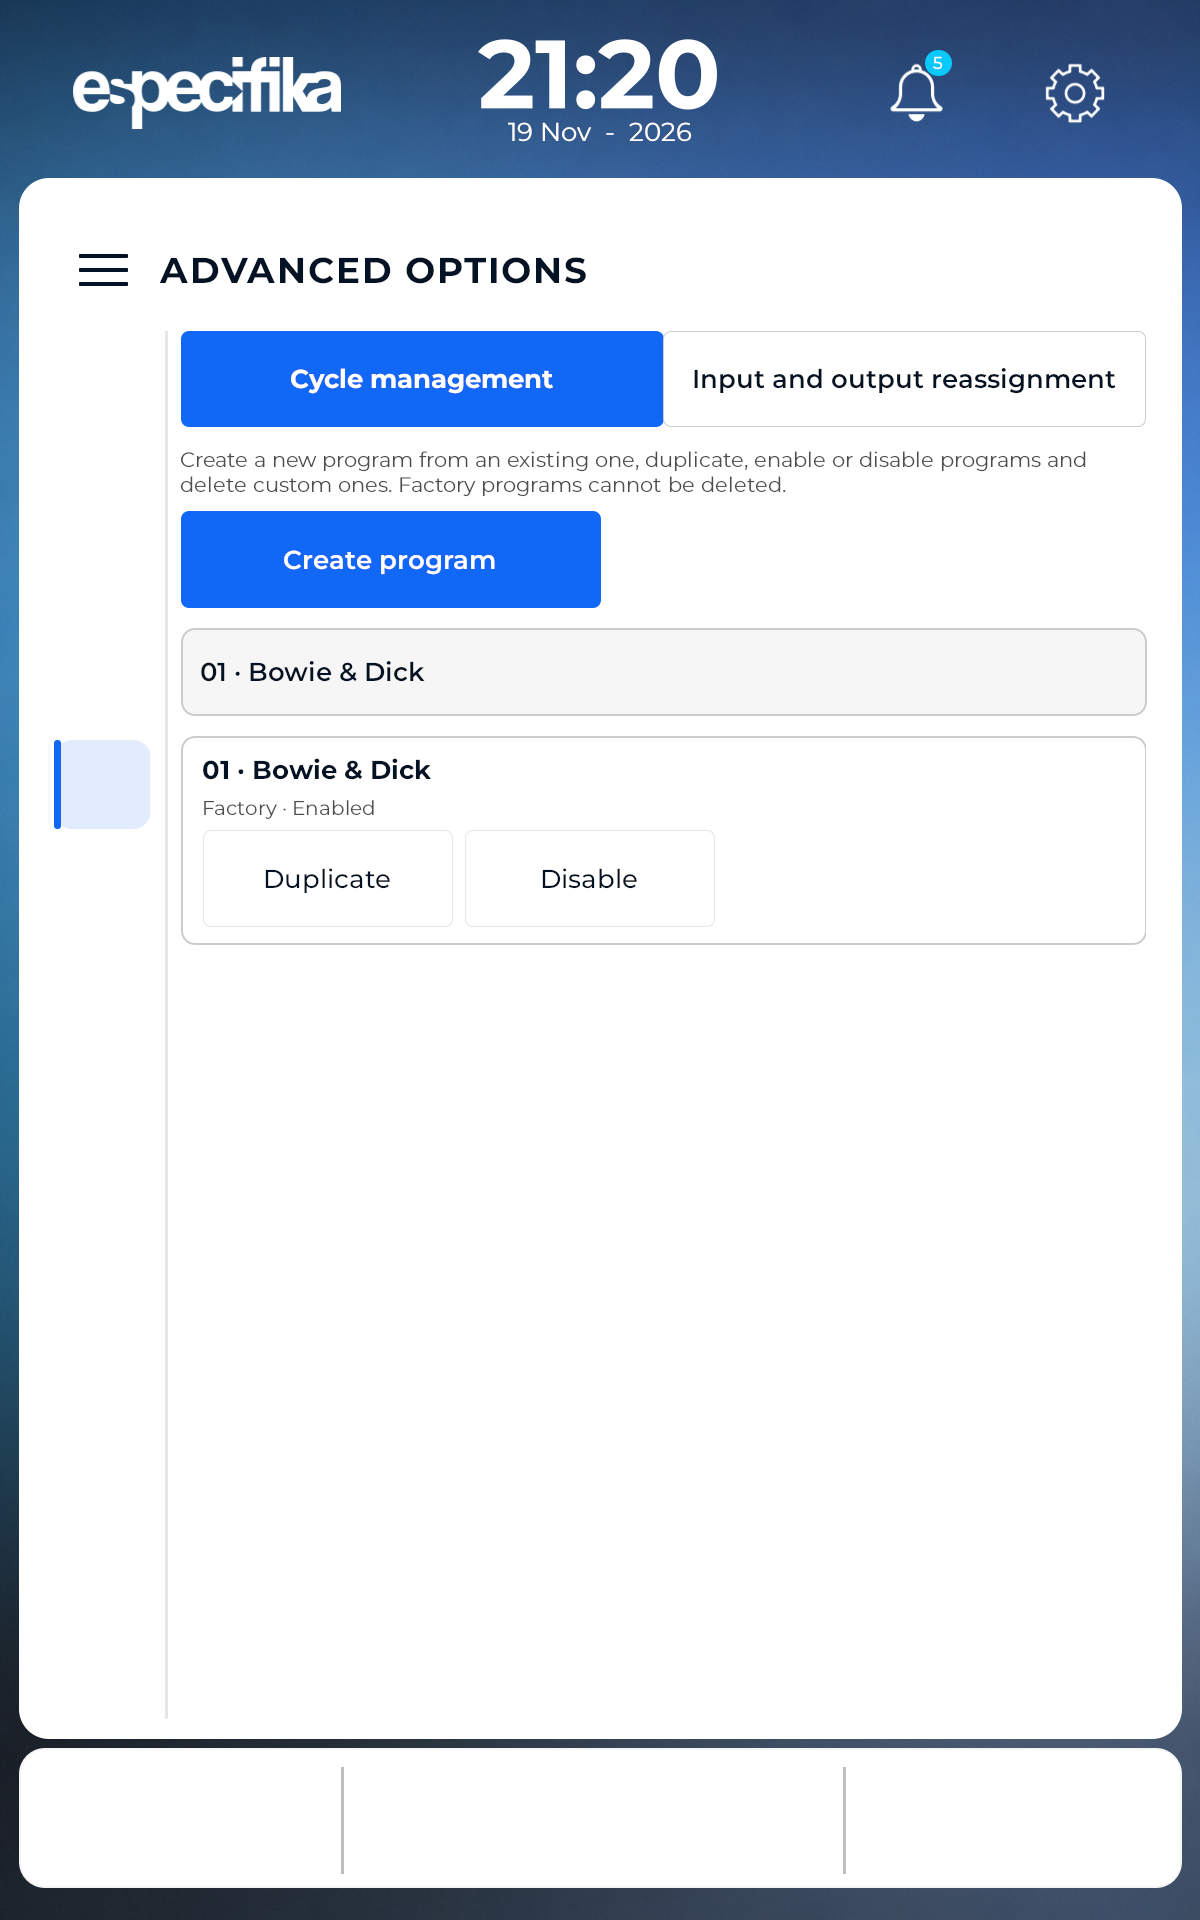 especifika
21:20
5
19 Nov - 2026
ADVANCED OPTIONS
Cycle management
Input and output reassignment
Create a new program from an existing one, duplicate, enable or disable programs and
delete custom ones. Factory programs cannot be deleted.
Create program
01 · Bowie & Dick
01 · Bowie & Dick
Factory · Enabled
Duplicate
Disable